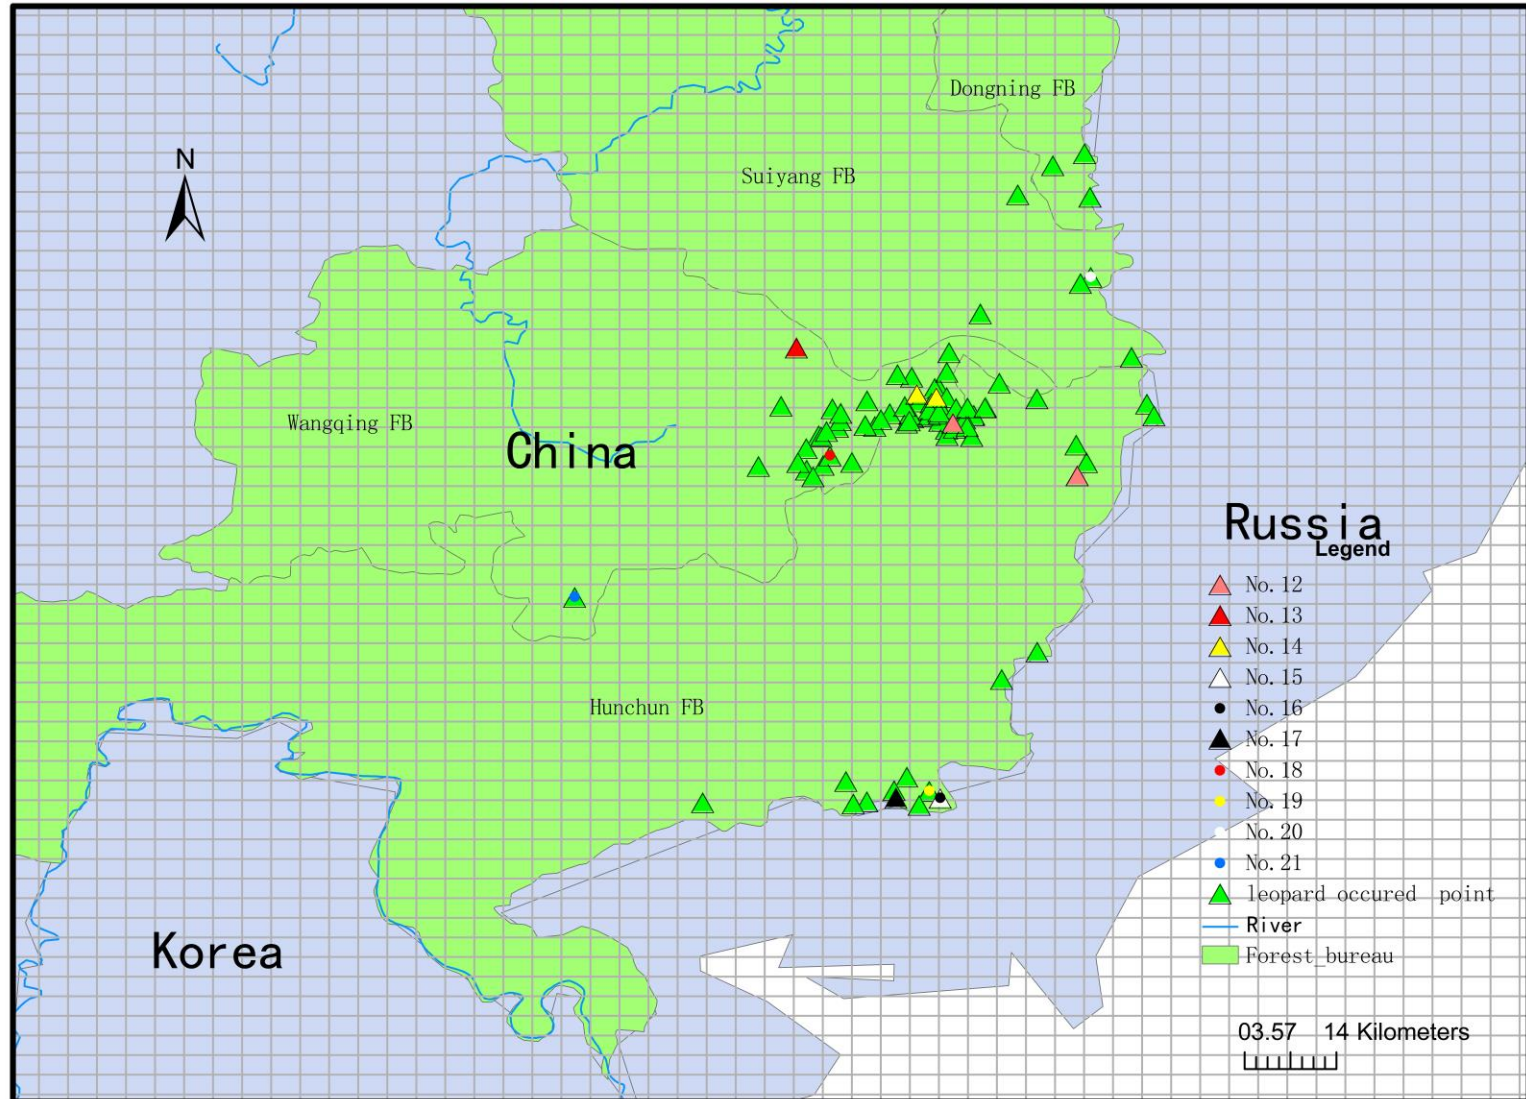 Dongning FB
N
Suiyang FB
Wangqing FB
China
Russia
Legend
No.12
No.13
No.14
No.15
No.16
No.17
No.18
No.19
No.20
No.21
leopard occured point
River
Forest_bureau
Hunchun FB
Korea
03.57 14 Kilometers